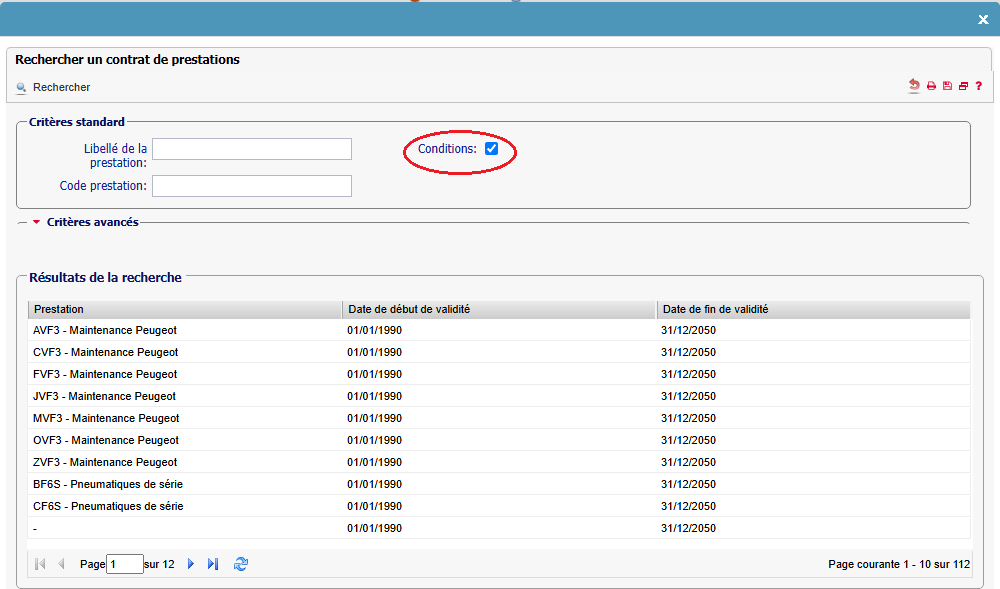 Rechercher un contrat de prestations
Rechercher
?
Critères standard
Libellé de la prestation:
Conditions:
Code prestation:
Critères avancés
Résultats de la recherche
Prestation Date de début de validité Date de fin de validité
AVF3 - Maintenance Peugeot 01/01/1990 31/12/2050
CVF3 - Maintenance Peugeot 01/01/1990 31/12/2050
FVF3 - Maintenance Peugeot 01/01/1990 31/12/2050
JVF3 - Maintenance Peugeot 01/01/1990 31/12/2050
MVF3 - Maintenance Peugeot 01/01/1990 31/12/2050
OVF3 - Maintenance Peugeot 01/01/1990 31/12/2050
ZVF3 - Maintenance Peugeot 01/01/1990 31/12/2050
BF6S - Pneumatiques de série 01/01/1990 31/12/2050
CF6S - Pneumatiques de série 01/01/1990 31/12/2050
- 01/01/1990 31/12/2050
Page 1 sur 12 Page courante 1 - 10 sur 112